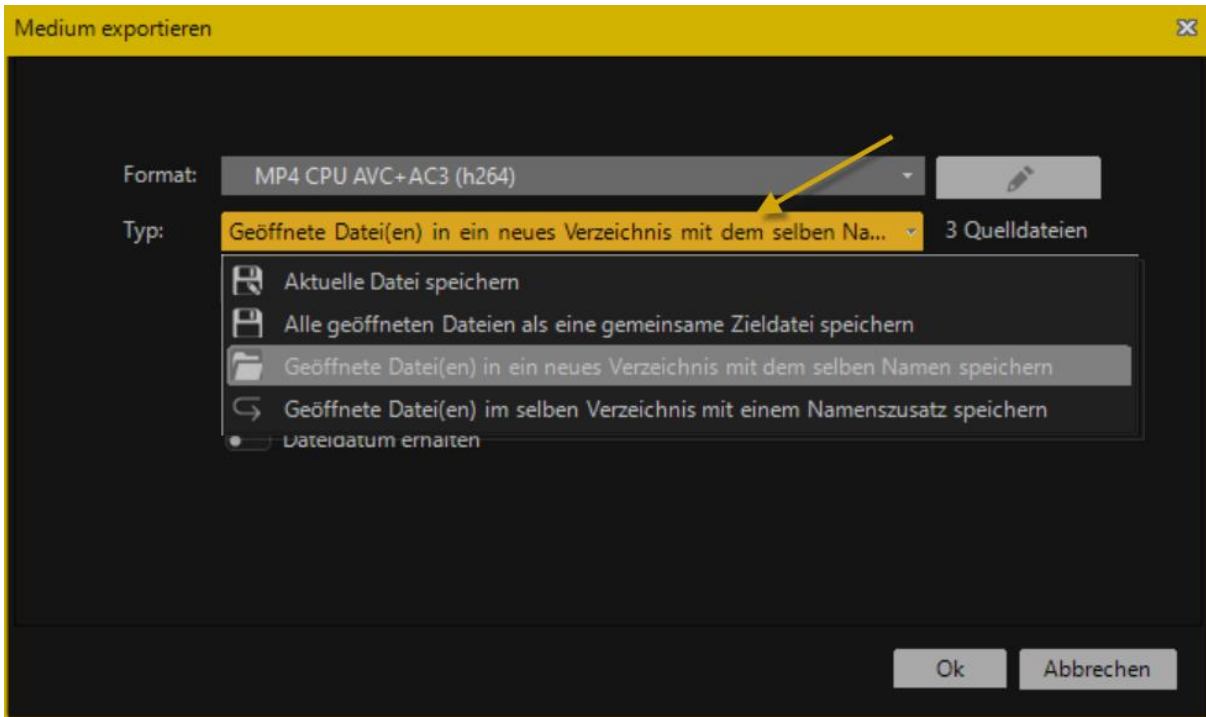 Medium exportieren
Format: MP4 CPU AVC+AC3 (h264)
Typ: Geöffnete Datei(en) in ein neues Verzeichnis mit dem selben Na... 3 Quelldateien
Aktuelle Datei speichern
Alle geöffneten Dateien als eine gemeinsame Zieldatei speichern
Geöffnete Datei(en) in ein neues Verzeichnis mit dem selben Namen speichern
Geöffnete Datei(en) im selben Verzeichnis mit einem Namenszusatz speichern
Dateidatum erhalten
Ok Abbrechen